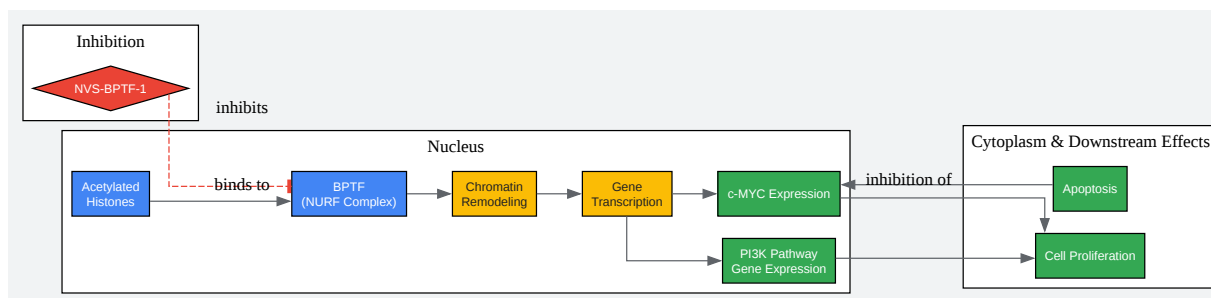 Inhibition
NVS-BPTF-1
inhibits
Nucleus
Cytoplasm & Downstream Effects
Acetylated
Histones
binds to
BPTF
(NURF Complex)
Chromatin
Remodeling
Gene
Transcription
c-MYC Expression
inhibition of
Apoptosis
PI3K Pathway
Gene Expression
Cell Proliferation